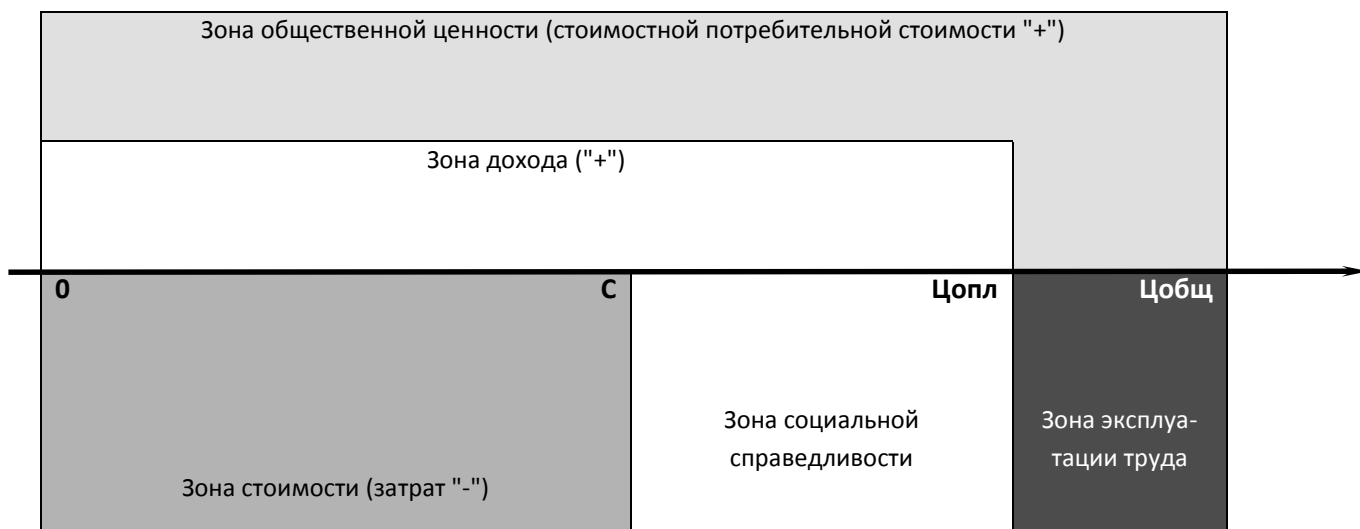 Зона общественной ценности (стоимостной потребительной стоимости "+")
Зона дохода ("+")
0
С
Цопл
Цобщ
Зона социальной
справедливости
Зона эксплуа-
тации труда
Зона стоимости (затрат "-")